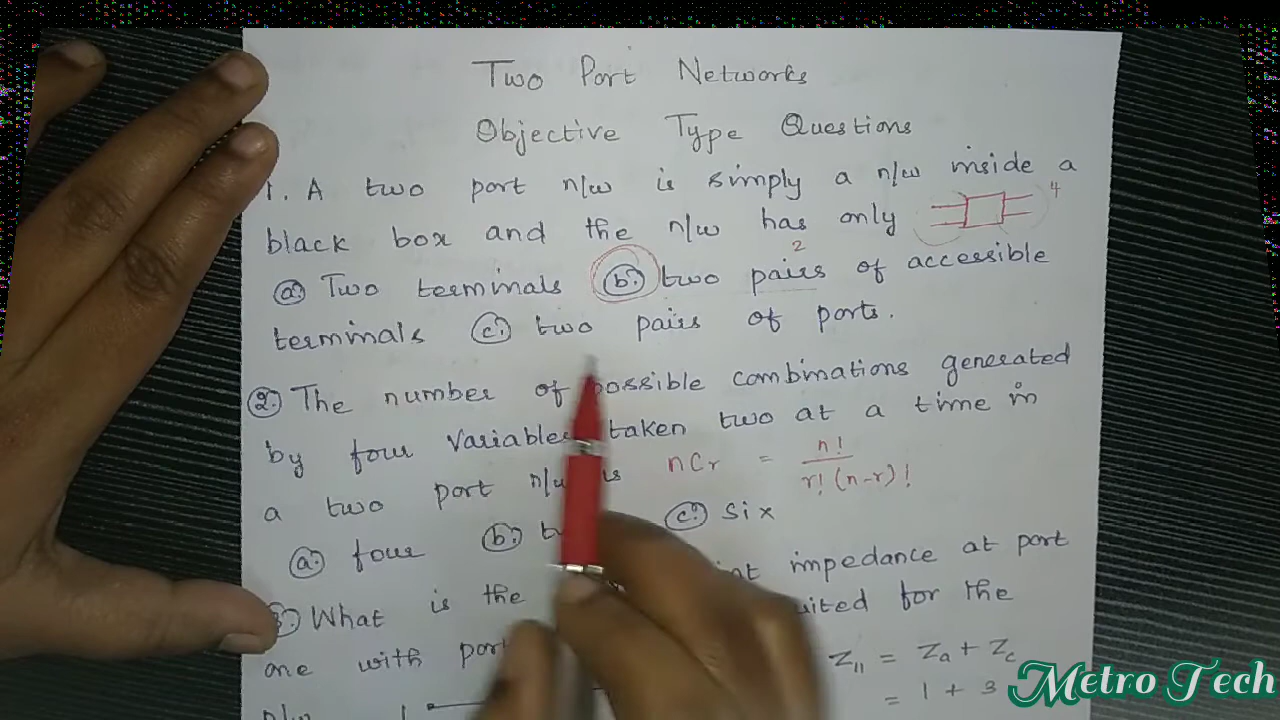 Two Port Networks
Objective Type Questions
1. A two port n/w is simply a n/w inside a
black box and the n/w has only 4
2
a. Two terminals b. two pairs of accessible
terminals c. two pairs of ports.
2. The number of possible combinations generated
by four variables taken two at a time in
a two port n/w is nCr = n! / r! (n-r)!
a. four b. c. six
What is the impedance at port
for the
one with port Z11 = Za + Zc
n/w 1 = 1 + 3
Metro Tech